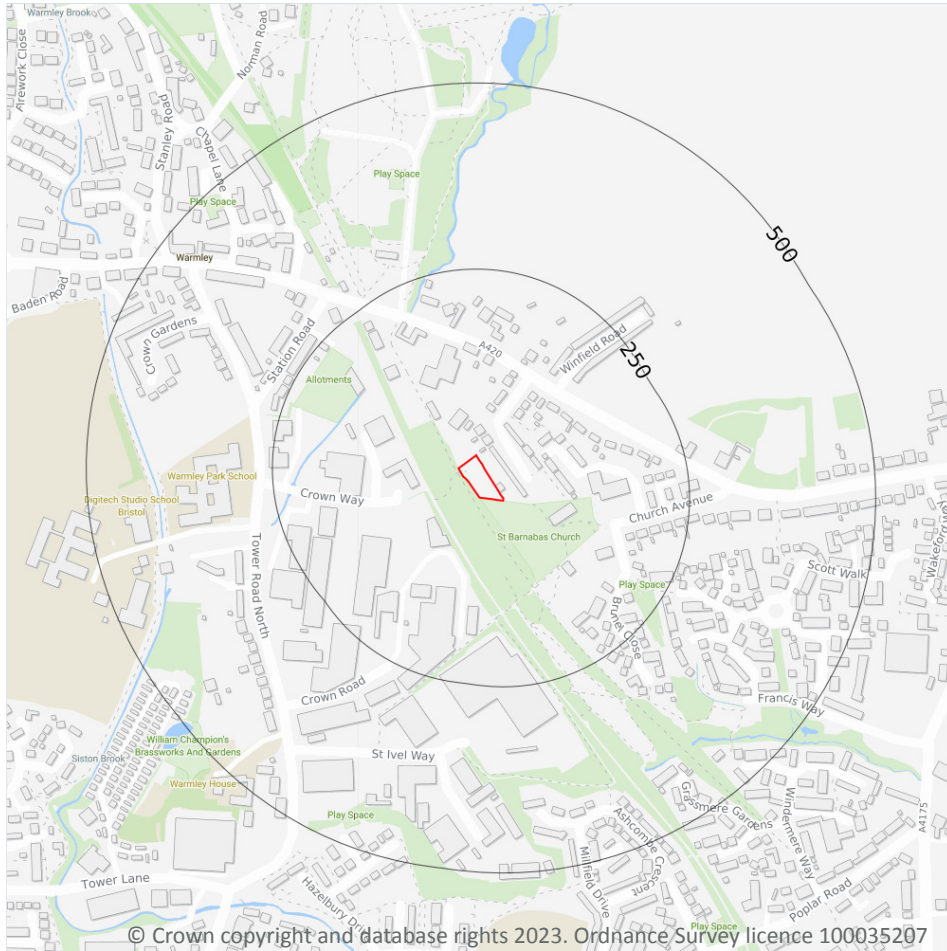 Warmley Brook
Norman Road
Arework Close
Stanley Road
Chapel Lane
Play Space
Play Space
500
Warmley
Baden Road
Crown Gardens
Station Road
A420
Winfield Road
250
Allotments
Warmley Park School
Digitech Studio School
Bristol
Crown Way
Church Avenue
St Barnabas Church
Wakeford Way
Scott Walk
Tower Road North
Play Space
Brunel Close
Crown Road
Francis Way
William Champion's
Brassworks And Gardens
Siston Brook
St Ivel Way
Warmley House
Grassmere Gardens
Windermere Way
A4175
Play Space
Ashcombe Crescent
Millfield Drive
Tower Lane
Poplar Road
Play Space
© Crown copyright and database rights 2023. Ordnance Survey licence 100035207